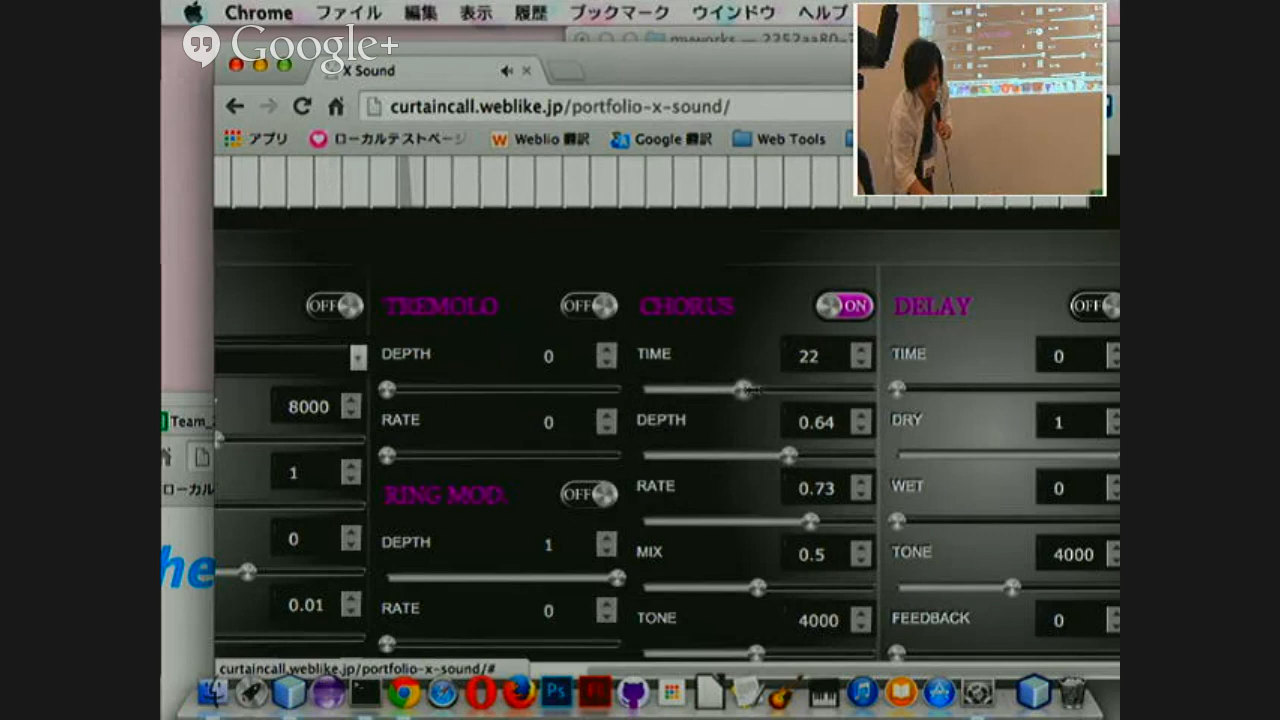 Chrome ファイル 編集 表示 履歴 ブックマーク ウインドウ ヘルプ
Google+
X Sound
curtaincall.weblike.jp/portfolio-x-sound/
アプリ ローカルテストページ Weblio 翻訳 Google 翻訳 Web Tools
OFF TREMOLO OFF CHORUS ON DELAY OFF
DEPTH 0 TIME 22 TIME 0
8000 RATE 0 DEPTH 0.64 DRY 1
1 RING MOD. OFF RATE 0.73 WET 0
0 DEPTH 1 MIX 0.5 TONE 4000
0.01 RATE 0 TONE 4000 FEEDBACK 0
Team_
ローカル
he
curtaincall.weblike.jp/portfolio-x-sound/#
Ps